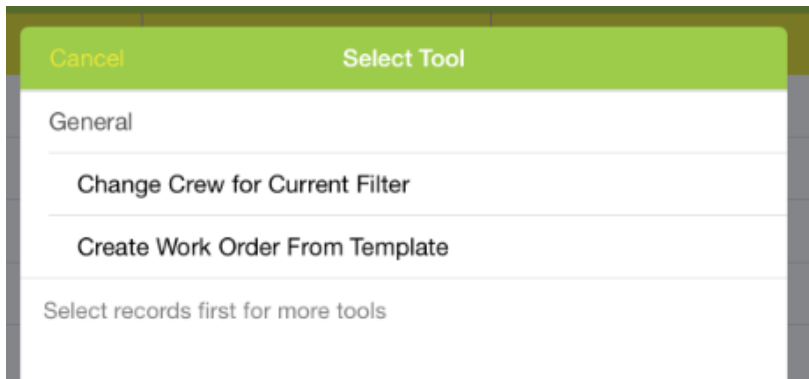 Cancel Select Tool
General
Change Crew for Current Filter
Create Work Order From Template
Select records first for more tools